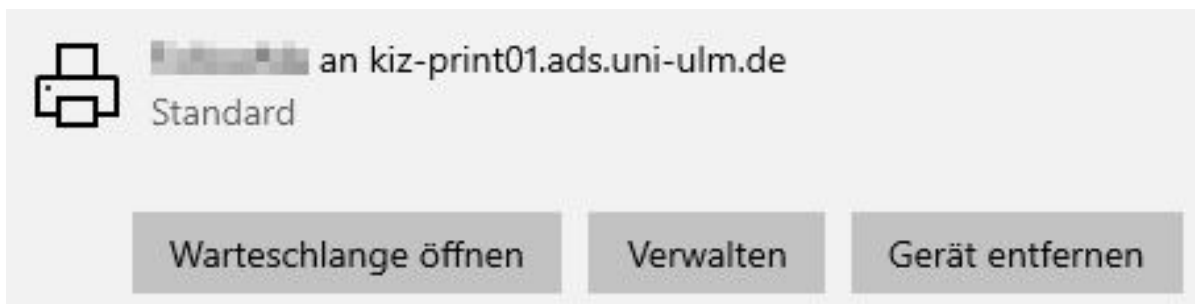 an kiz-print01.ads.uni-ulm.de
Standard
Warteschlange öffnen Verwalten Gerät entfernen